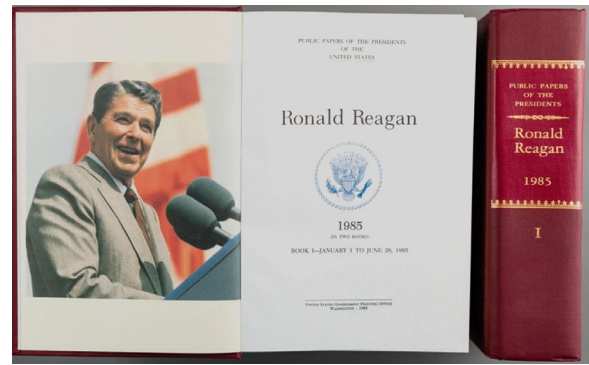 PUBLIC PAPERS OF THE PRESIDENTS
OF THE
UNITED STATES
Ronald Reagan
1985
(IN TWO BOOKS)
BOOK I—JANUARY 1 TO JUNE 28, 1985
UNITED STATES GOVERNMENT PRINTING OFFICE
WASHINGTON : 1988
PUBLIC PAPERS
OF THE
PRESIDENTS
Ronald
Reagan
1985
I